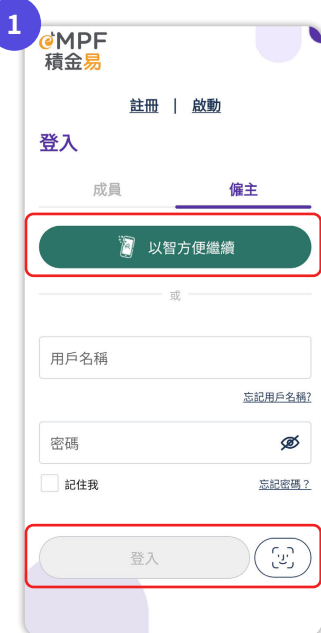 1
eMPF
積金易
註冊 | 啟動
登入
成員 僱主
以智方便繼續
或
用戶名稱
忘記用戶名稱?
密碼
記住我 忘記密碼？
登入